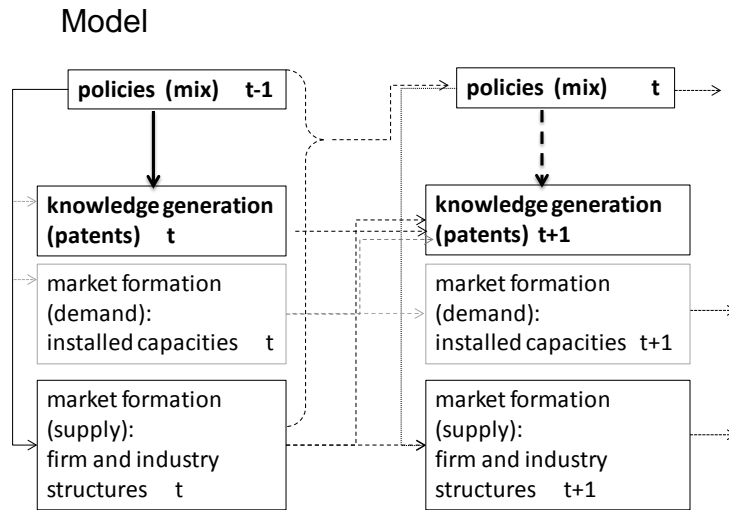 Model
policies (mix) t-1
knowledge generation
(patents) t
market formation
(demand):
installed capacities t
market formation
(supply):
firm and industry
structures t
policies (mix) t
knowledge generation
(patents) t+1
market formation
(demand):
installed capacities t+1
market formation
(supply):
firm and industry
structures t+1